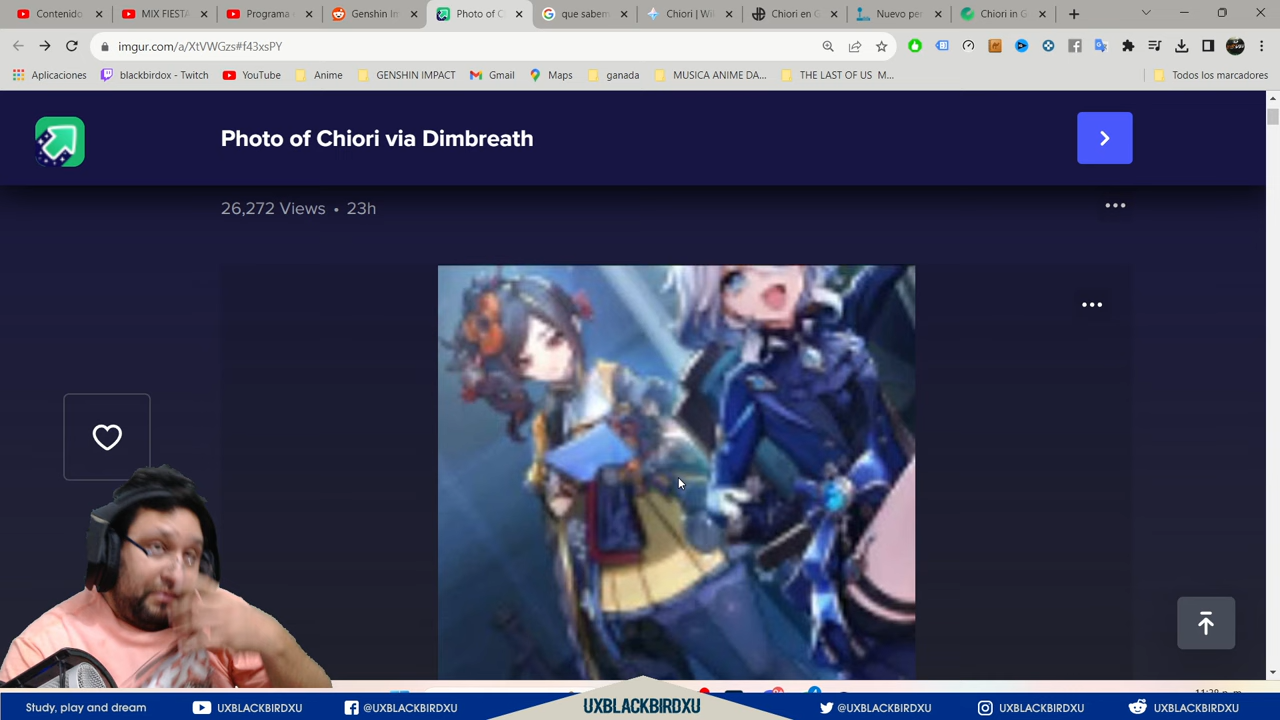 Contenido
MIX FIESTA
Programa
Genshin Im
Photo of C
que sabem
Chiori | Wi
Chiori en G
Nuevo per
Chiori in G
imgur.com/a/XtVWGzs#f43xsPY
Aplicaciones
blackbirdox - Twitch
YouTube
Anime
GENSHIN IMPACT
Gmail
Maps
ganada
MUSICA ANIME DA...
THE LAST OF US M...
Todos los marcadores
Photo of Chiori via Dimbreath
26,272 Views • 23h
Study, play and dream
UXBLACKBIRDXU
@UXBLACKBIRDXU
UXBLACKBIRDXU
@UXBLACKBIRDXU
UXBLACKBIRDXU
UXBLACKBIRDXU